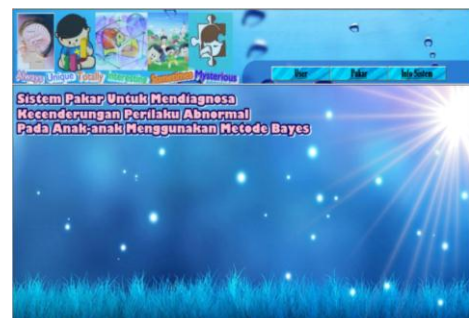 Always Unique Totally Interesting Sometimes Mysterious
User Pakar Info Sistem
Sistem Pakar Untuk Mendiagnosa
Kecenderungan Perilaku Abnormal
Pada Anak-anak Menggunakan Metode Bayes